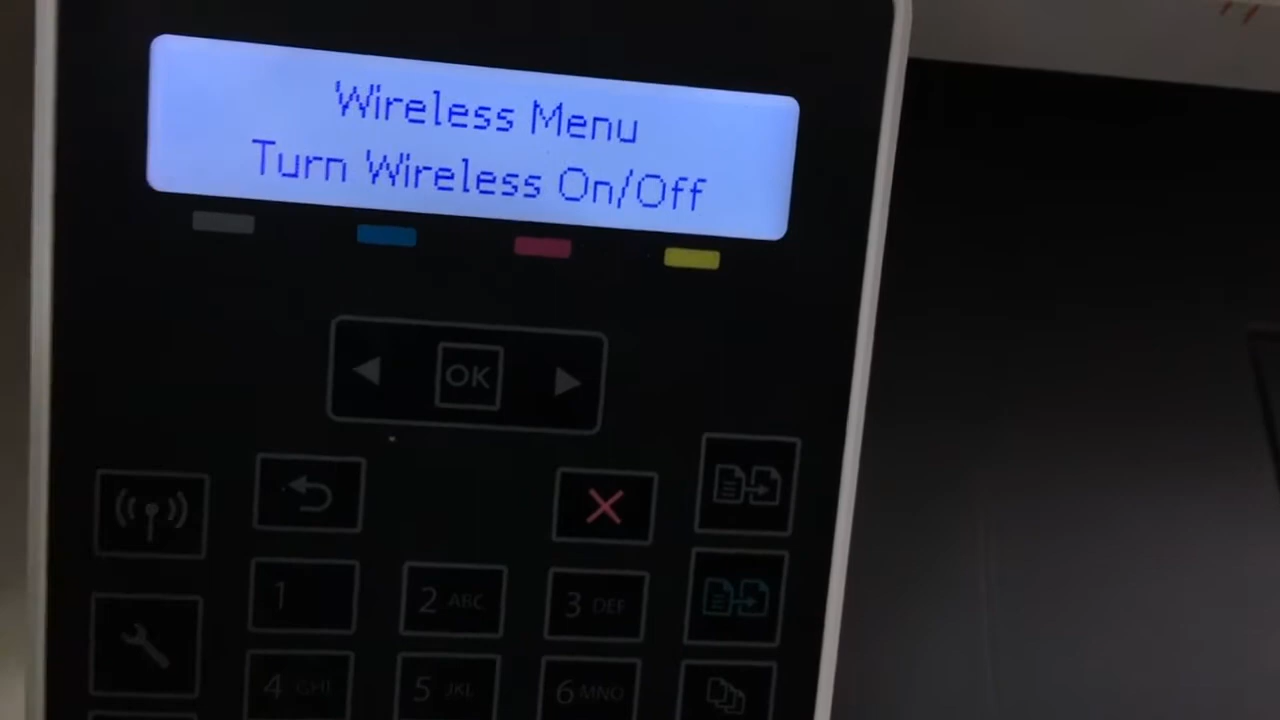 Wireless Menu
Turn Wireless On/Off
OK
1
2 ABC
3 DEF
4 GHI
5 JKL
6 MNO